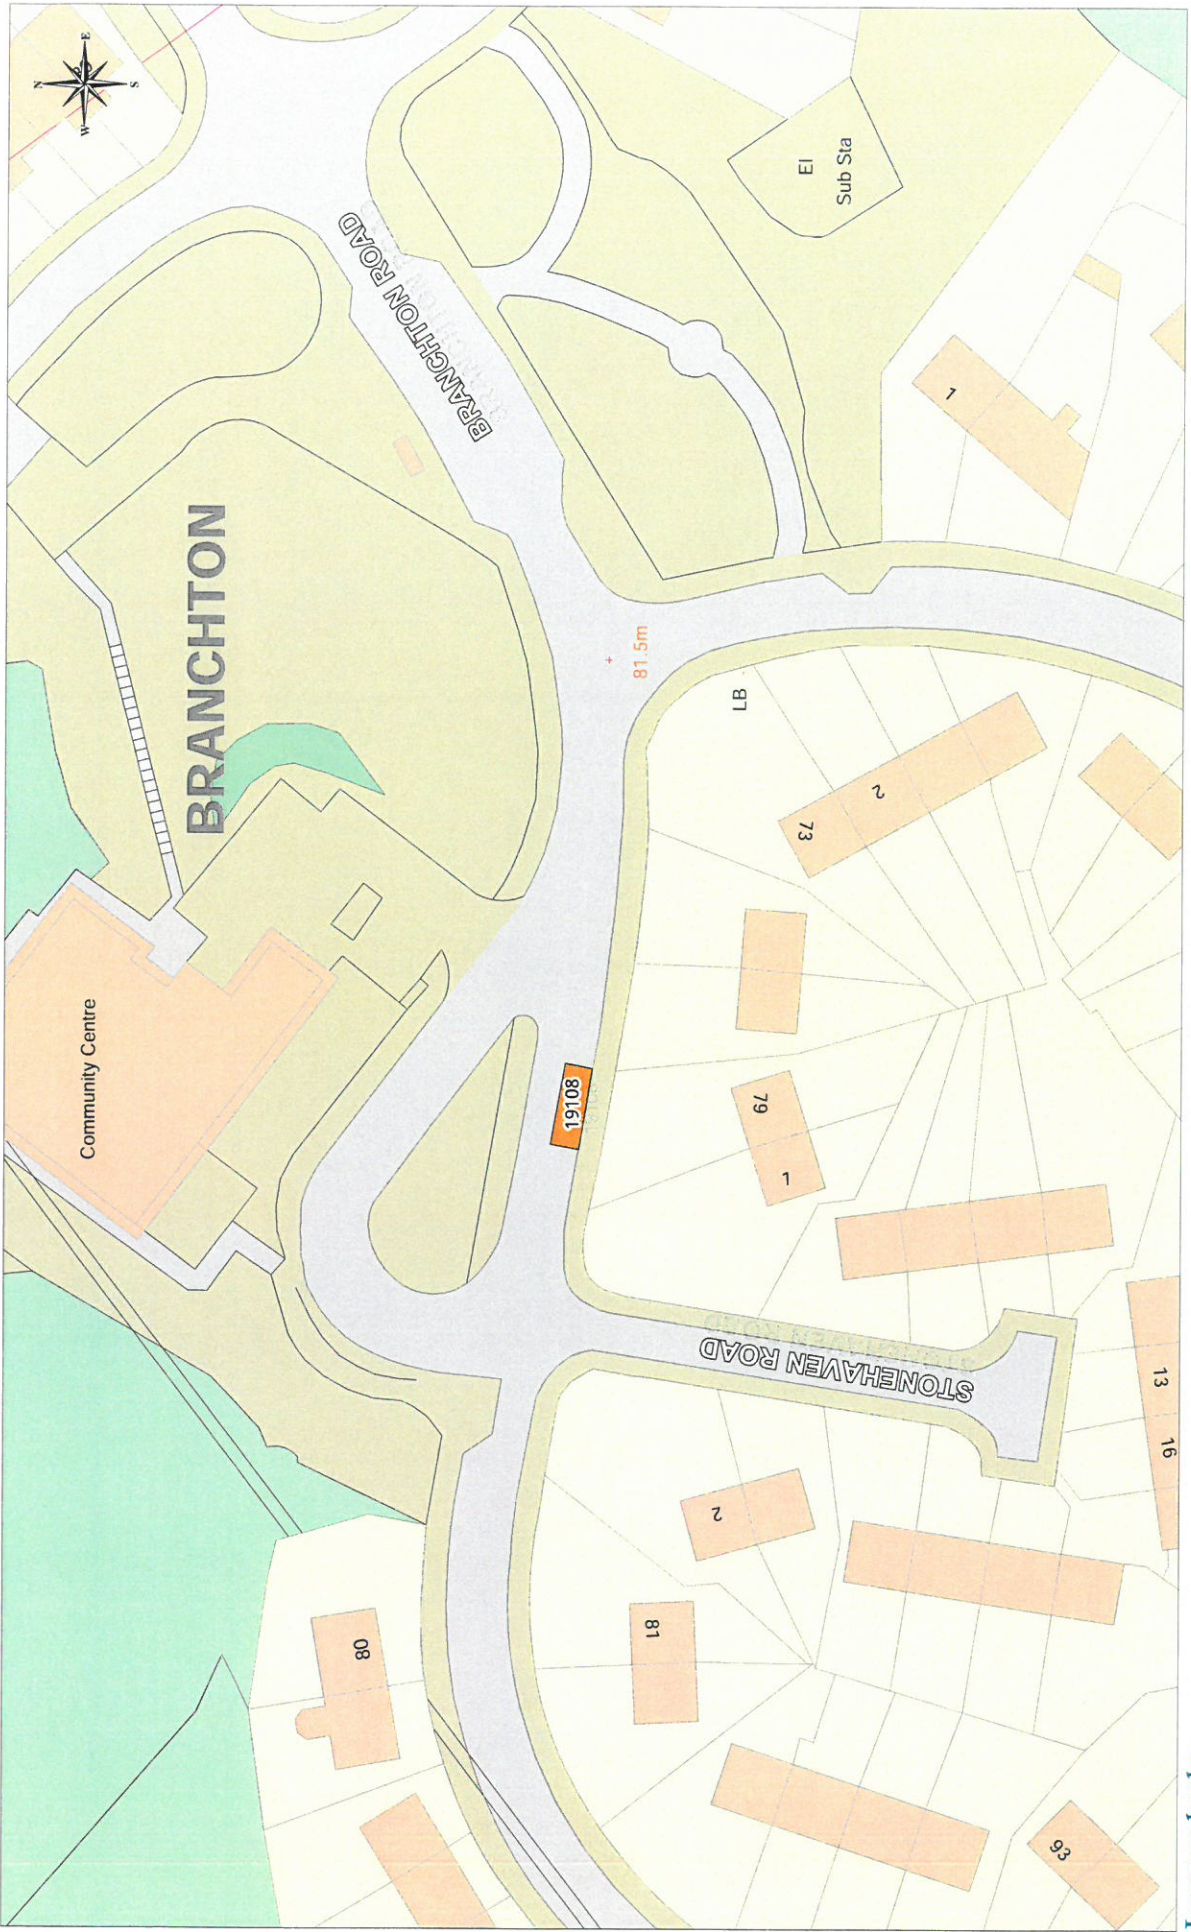 N
E
S
W
BRANCHTON ROAD
El
Sub Sta
1
BRANCHTON
81.5m
LB
2
73
Community Centre
19108
79
1
STONEHAVEN ROAD
13
16
2
80
81
93